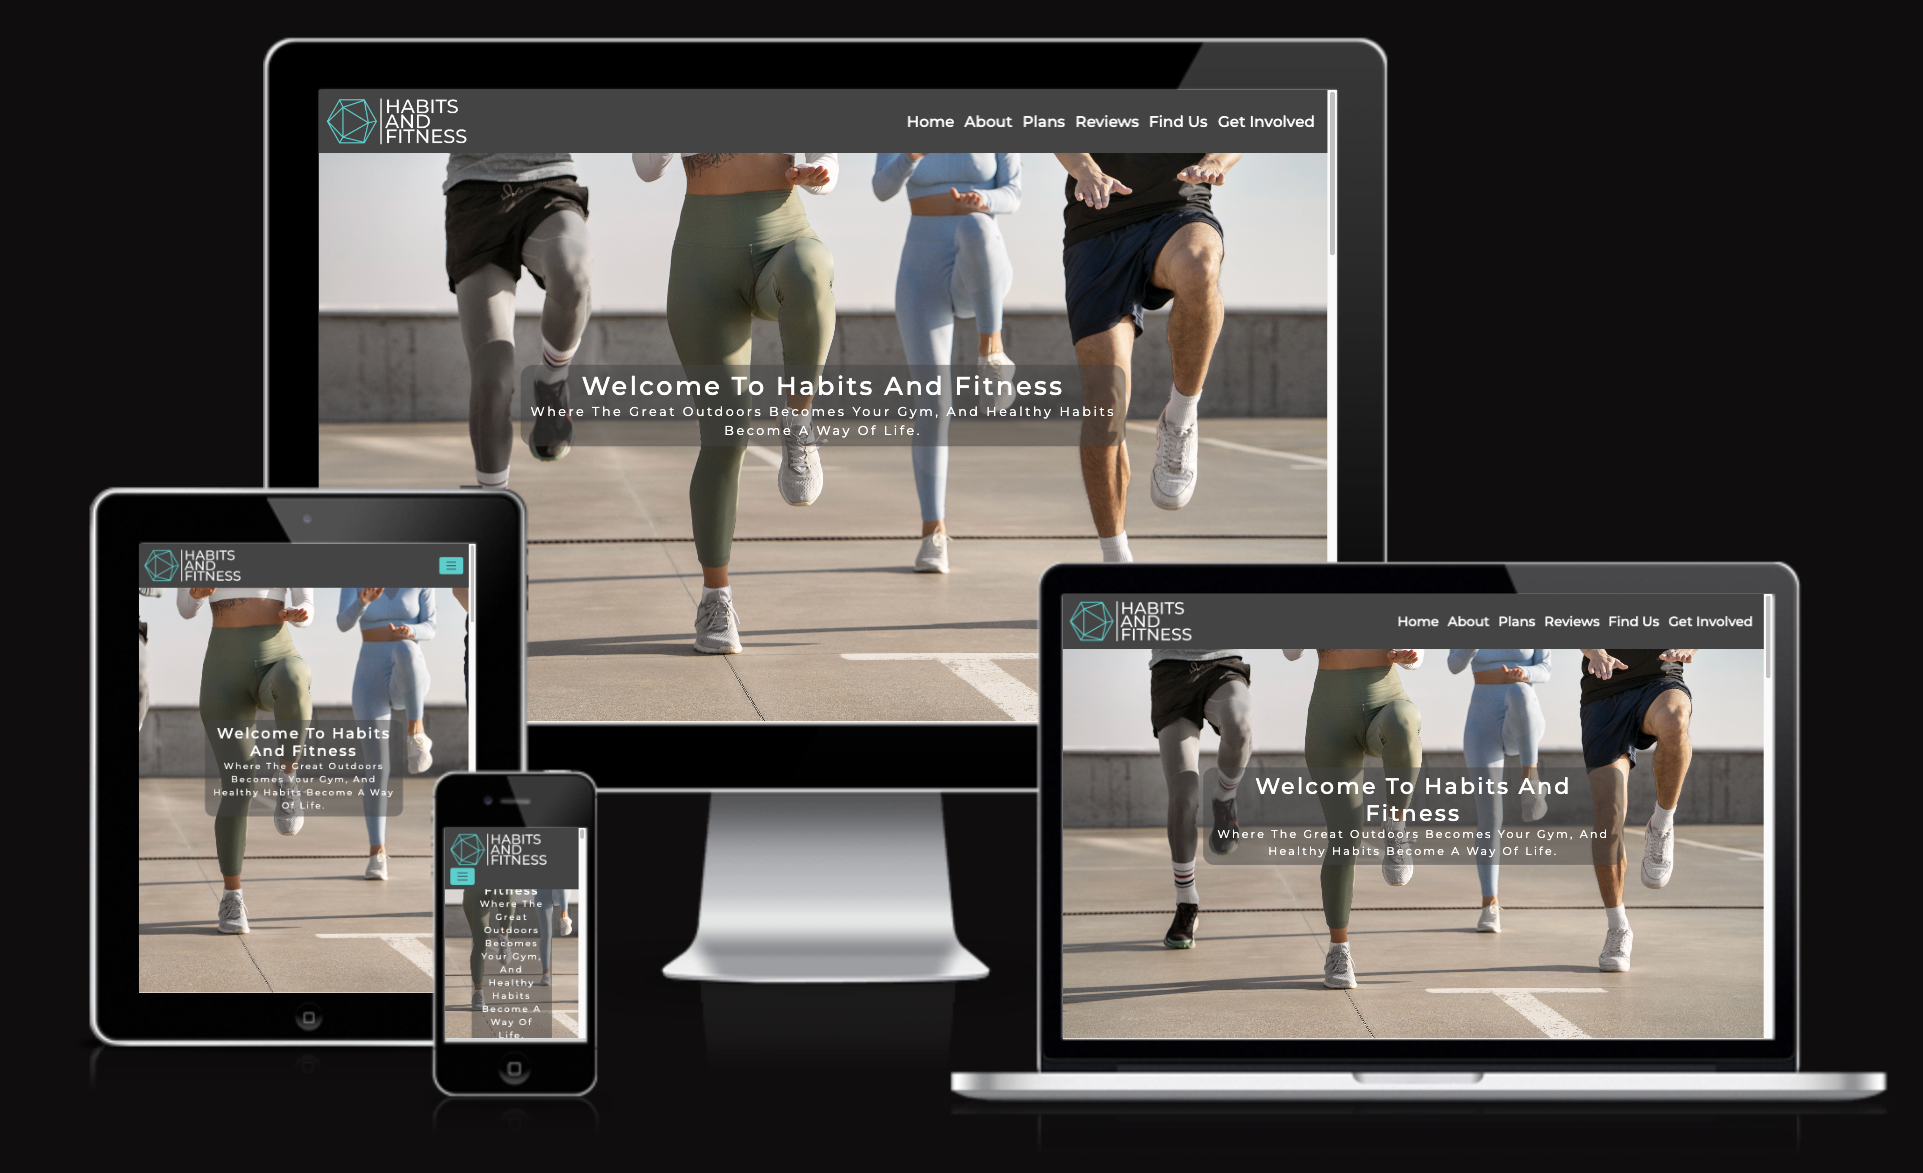 HABITS
AND
FITNESS
Home About Plans Reviews Find Us Get Involved
Welcome To Habits And Fitness
Where The Great Outdoors Becomes Your Gym, And Healthy Habits
Become A Way Of Life.
HABITS
AND
FITNESS
Welcome To Habits
And Fitness
Where The Great Outdoors
Becomes Your Gym, And
Healthy Habits Become A Way
Of Life.
HABITS
AND
FITNESS
Fitness
Where The
Great
Outdoors
Becomes
Your Gym,
And
Healthy
Habits
Become A
Way Of
Life.
HABITS
AND
FITNESS
Home About Plans Reviews Find Us Get Involved
Welcome To Habits And
Fitness
Where The Great Outdoors Becomes Your Gym, And
Healthy Habits Become A Way Of Life.